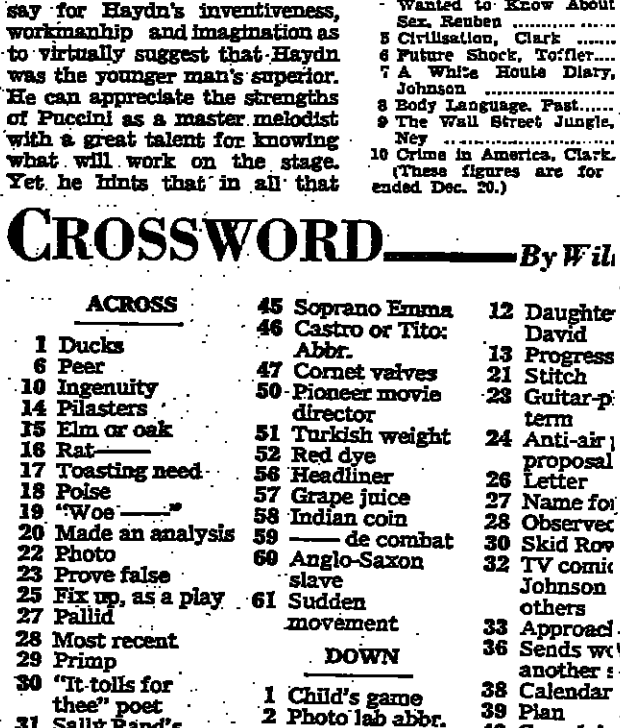 say for Haydn's inventiveness,
workmanhip and imagination as
to virtually suggest that Haydn
was the younger man's superior.
He can appreciate the strengths
of Puccini as a master melodist
with a great talent for knowing
what will work on the stage.
Yet he hints that in all that
- Wanted to Know About
Sex, Reuben ..............
5 Civilisation, Clark .......
6 Future Shock, Toffler....
7 A White House Diary,
Johnson ....................
8 Body Language, Fast......
9 The Wall Street Jungle,
Ney ........................
10 Crime in America, Clark.
(These figures are for
ended Dec. 20.)
CROSSWORD
By Wil
ACROSS
1 Ducks
6 Peer
10 Ingenuity
14 Pilasters
15 Elm or oak
16 Rat——
17 Toasting need
18 Poise
19 "Woe ——"
20 Made an analysis
22 Photo
23 Prove false
25 Fix up, as a play
27 Pallid
28 Most recent
29 Primp
30 "It tolls for
thee" poet
31 Sally Rand's
45 Soprano Emma
46 Castro or Tito:
Abbr.
47 Cornet valves
50 Pioneer movie
director
51 Turkish weight
52 Red dye
56 Headliner
57 Grape juice
58 Indian coin
59 —— de combat
60 Anglo-Saxon
slave
61 Sudden
movement
DOWN
1 Child's game
2 Photo lab abbr.
12 Daughte
David
13 Progress
21 Stitch
23 Guitar-p
term
24 Anti-air
proposal
26 Letter
27 Name for
28 Observed
30 Skid Row
32 TV comic
Johnson
others
33 Approach
36 Sends wo
another s
38 Calendar
39 Plan